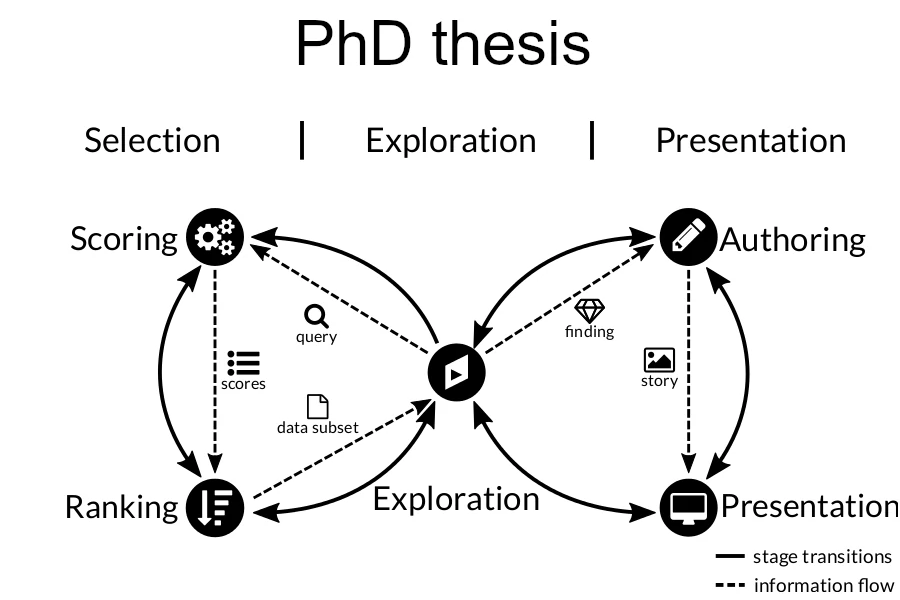 PhD thesis
Selection | Exploration | Presentation
Scoring
Authoring
query
finding
scores
story
data subset
Ranking
Exploration
Presentation
stage transitions
information flow